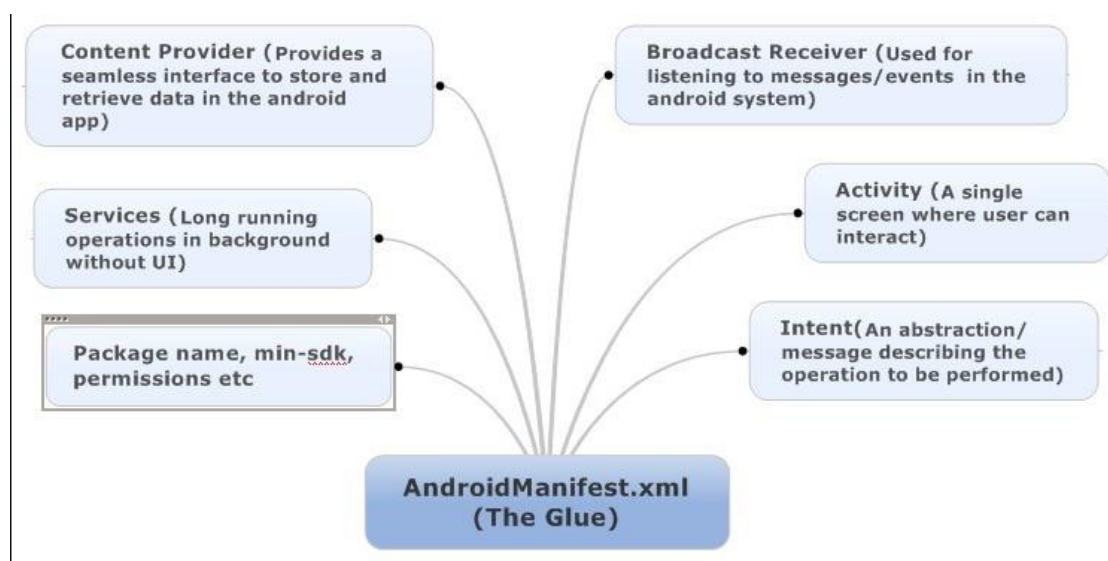 Content Provider (Provides a
seamless interface to store and
retrieve data in the android
app)
Broadcast Receiver (Used for
listening to messages/events in the
android system)
Services (Long running
operations in background
without UI)
Activity (A single
screen where user can
interact)
Package name, min-sdk,
permissions etc
Intent(An abstraction/
message describing the
operation to be performed)
AndroidManifest.xml
(The Glue)